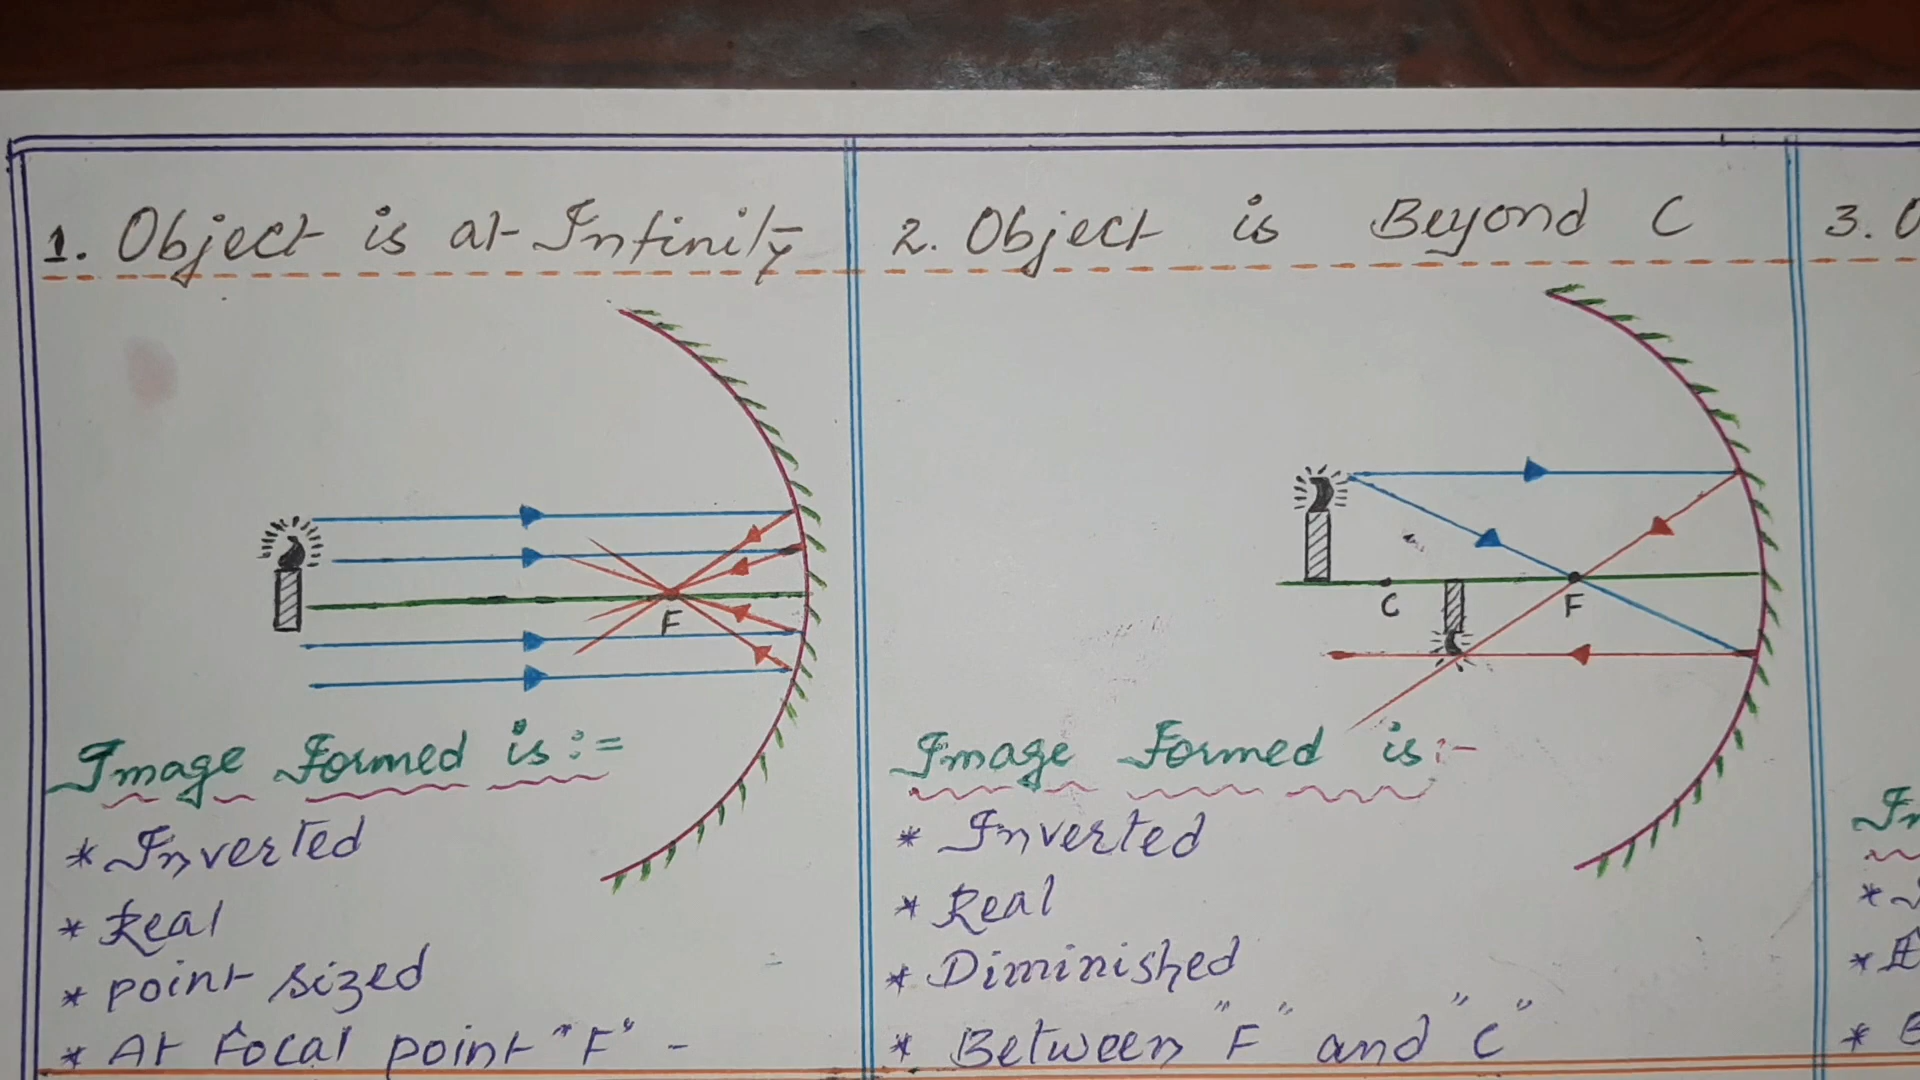 1. Object is at Infinity
F
Image Formed is:=
* Inverted
* Real
* Point sized
* At Focal point "F" -
2. Object is Beyond C
C
F
Image Formed is:-
* Inverted
* Real
* Diminished
* Between "F" and "C"
3. O